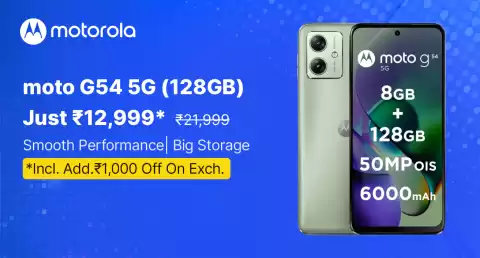 motorola
moto G54 5G (128GB)
Just ₹12,999* ₹21,999
Smooth Performance| Big Storage
*Incl. Add.₹1,000 Off On Exch.
moto g54
5G
8GB
+
128GB
50MP OIS
6000mAh